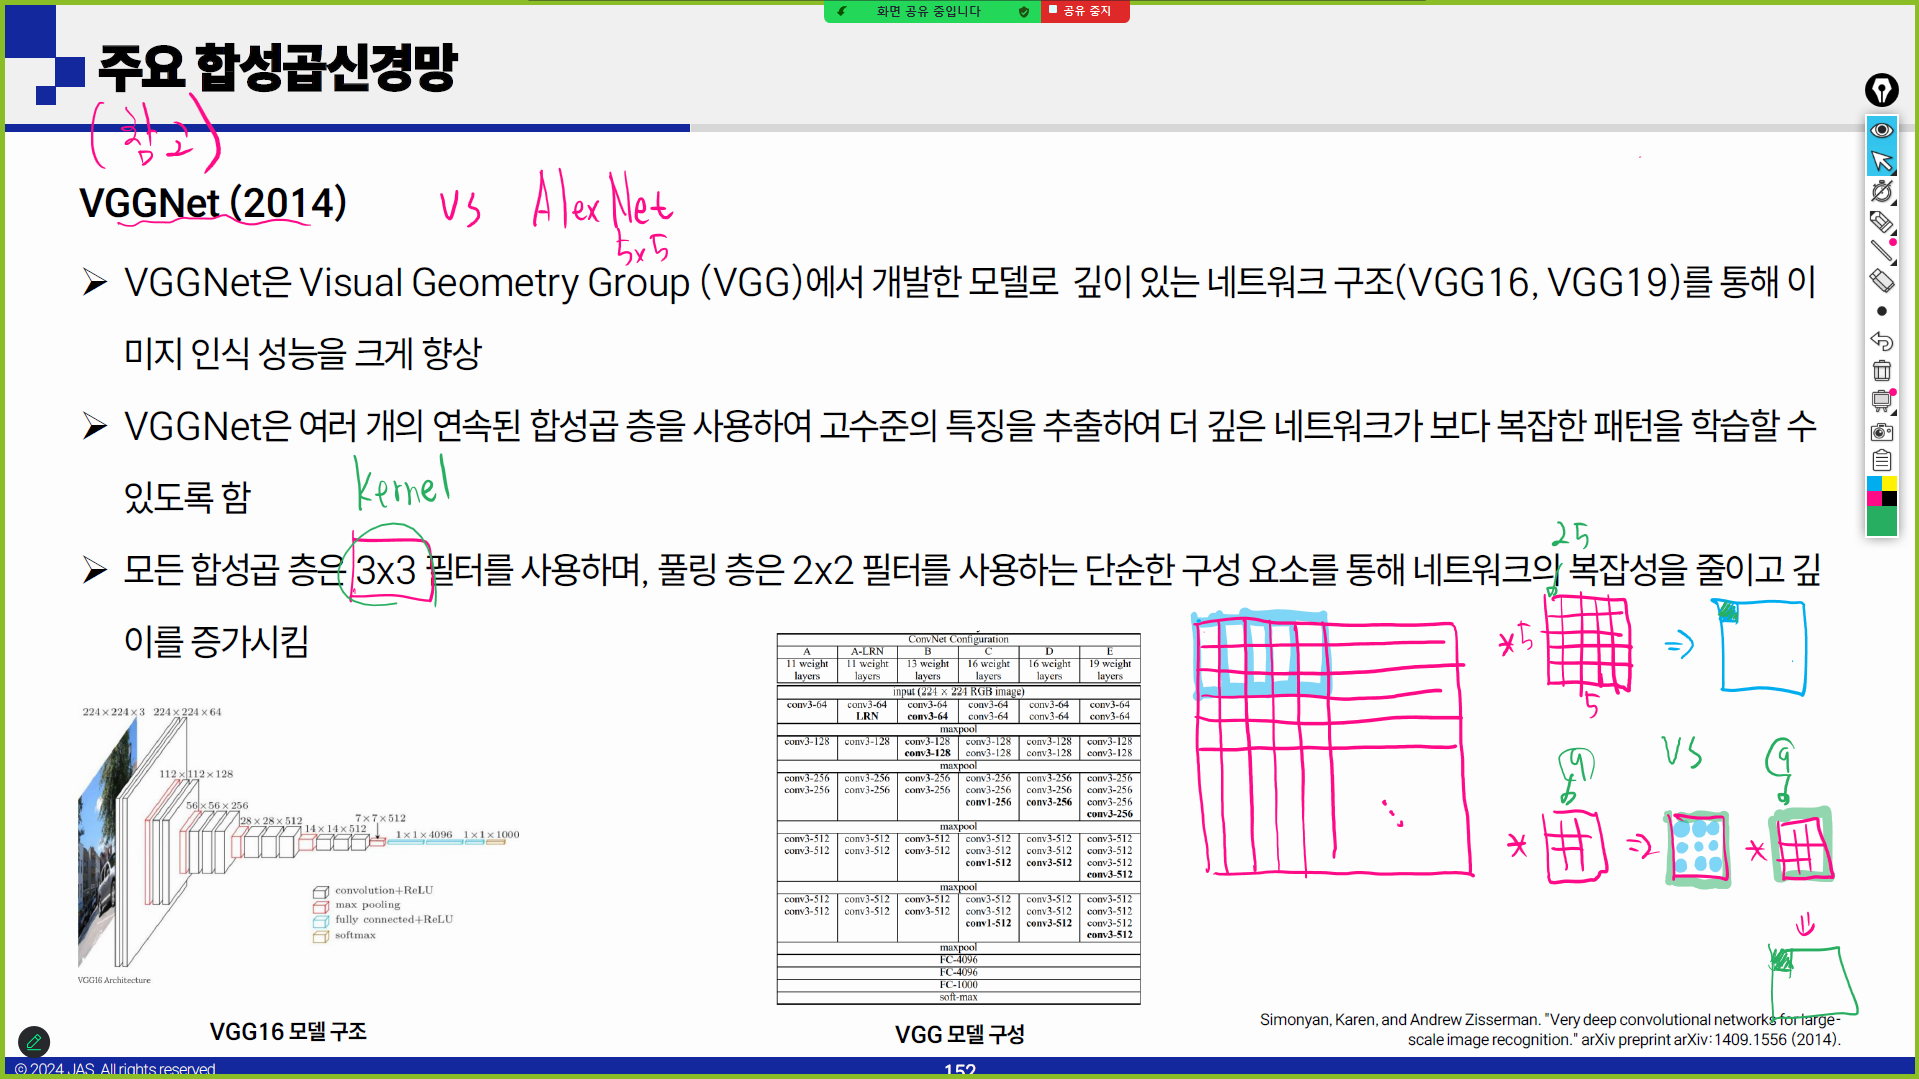 화면 공유 중입니다 공유 중지
주요 합성곱신경망
(참고)
VGGNet (2014) vs AlexNet
5x5
➢ VGGNet은 Visual Geometry Group (VGG)에서 개발한 모델로 깊이 있는 네트워크 구조(VGG16, VGG19)를 통해 이
미지 인식 성능을 크게 향상
➢ VGGNet은 여러 개의 연속된 합성곱 층을 사용하여 고수준의 특징을 추출하여 더 깊은 네트워크가 보다 복잡한 패턴을 학습할 수
있도록 함
kernel
➢ 모든 합성곱 층은 3x3 필터를 사용하며, 풀링 층은 2x2 필터를 사용하는 단순한 구성 요소를 통해 네트워크의 복잡성을 줄이고 깊
이를 증가시킴
224×224×3 224×224×64
112×112×128
56×56×256
28×28×512
14×14×512
7×7×512
1×1×4096 1×1×1000
convolution+ReLU
max pooling
fully connected+ReLU
softmax
VGG16 Architecture
VGG16 모델 구조
ConvNet Configuration
A A-LRN B C D E
11 weight 11 weight 13 weight 16 weight 16 weight 19 weight
layers layers layers layers layers layers
input (224 × 224 RGB image)
conv3-64 conv3-64 conv3-64 conv3-64 conv3-64 conv3-64
LRN conv3-64 conv3-64 conv3-64 conv3-64
maxpool
conv3-128 conv3-128 conv3-128 conv3-128 conv3-128 conv3-128
conv3-128 conv3-128 conv3-128 conv3-128
maxpool
conv3-256 conv3-256 conv3-256 conv3-256 conv3-256 conv3-256
conv3-256 conv3-256 conv3-256 conv3-256 conv3-256 conv3-256
conv1-256 conv3-256 conv3-256
conv3-256
maxpool
conv3-512 conv3-512 conv3-512 conv3-512 conv3-512 conv3-512
conv3-512 conv3-512 conv3-512 conv3-512 conv3-512 conv3-512
conv1-512 conv3-512 conv3-512
conv3-512
maxpool
conv3-512 conv3-512 conv3-512 conv3-512 conv3-512 conv3-512
conv3-512 conv3-512 conv3-512 conv3-512 conv3-512 conv3-512
conv1-512 conv3-512 conv3-512
conv3-512
maxpool
FC-4096
FC-4096
FC-1000
soft-max
VGG 모델 구성
25
* 5 ⇒
5
9 vs 9
* ⇒ *
⇓
Simonyan, Karen, and Andrew Zisserman. "Very deep convolutional networks for large-
scale image recognition." arXiv preprint arXiv:1409.1556 (2014).
© 2024 JAS. All rights reserved
152